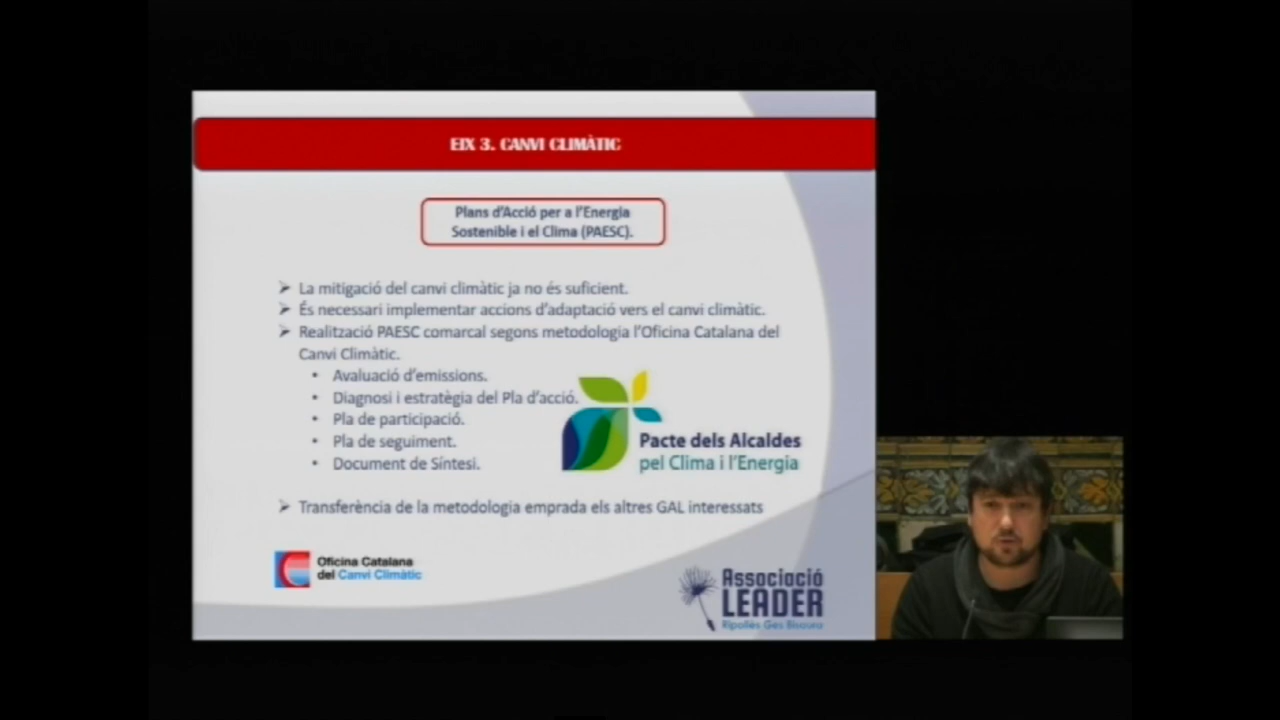 EIX 3. CANVI CLIMÀTIC
Plans d'Acció per a l'Energia
Sostenible i el Clima (PAESC).
La mitigació del canvi climàtic ja no és suficient.
És necessari implementar accions d'adaptació vers el canvi climàtic.
Realització PAESC comarcal segons metodologia l'Oficina Catalana del
Canvi Climàtic.
Avaluació d'emissions.
Diagnosi i estratègia del Pla d'acció.
Pla de participació.
Pla de seguiment.
Document de Síntesi.
Pacte dels Alcaldes
pel Clima i l'Energia
Transferència de la metodologia emprada els altres GAL interessats
Oficina Catalana
del Canvi Climàtic
Associació
LEADER
Ripollès Ges Bisaura